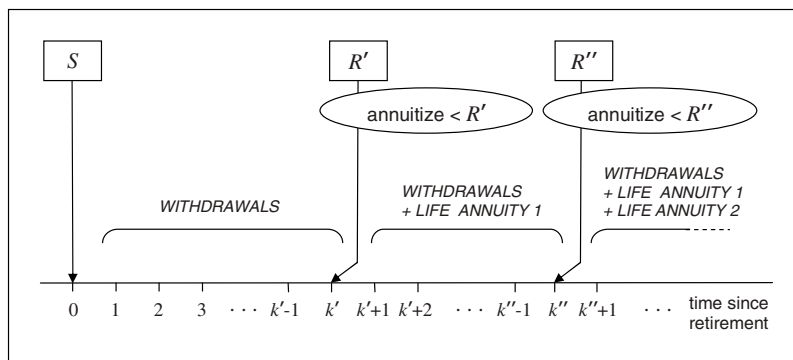 S R′ R″
annuitize < R′ annuitize < R″
WITHDRAWALS
WITHDRAWALS
+ LIFE ANNUITY 1
WITHDRAWALS
+ LIFE ANNUITY 1
+ LIFE ANNUITY 2
0 1 2 3 · · · k′-1 k′ k′+1 k′+2 · · · k″-1 k″ k″+1 · · · time since
retirement